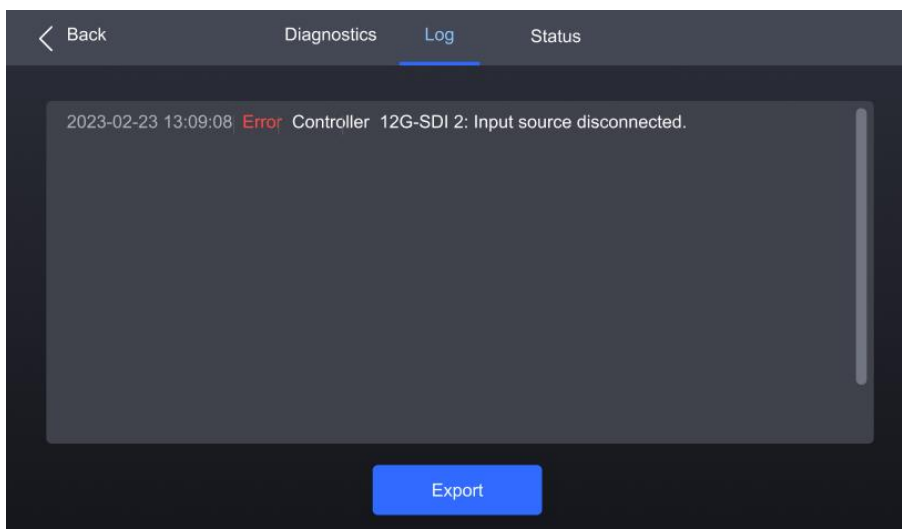 Back Diagnostics Log Status
2023-02-23 13:09:08 Error Controller 12G-SDI 2: Input source disconnected.
Export